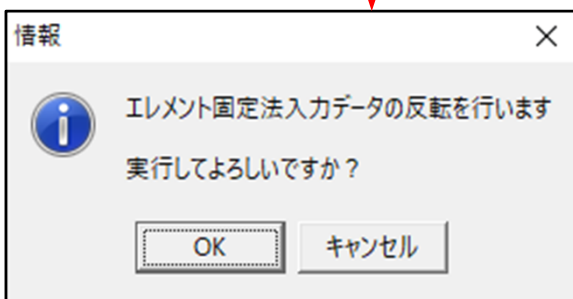 情報
エレメント固定法入力データの反転を行います
実行してよろしいですか？
OK
キャンセル